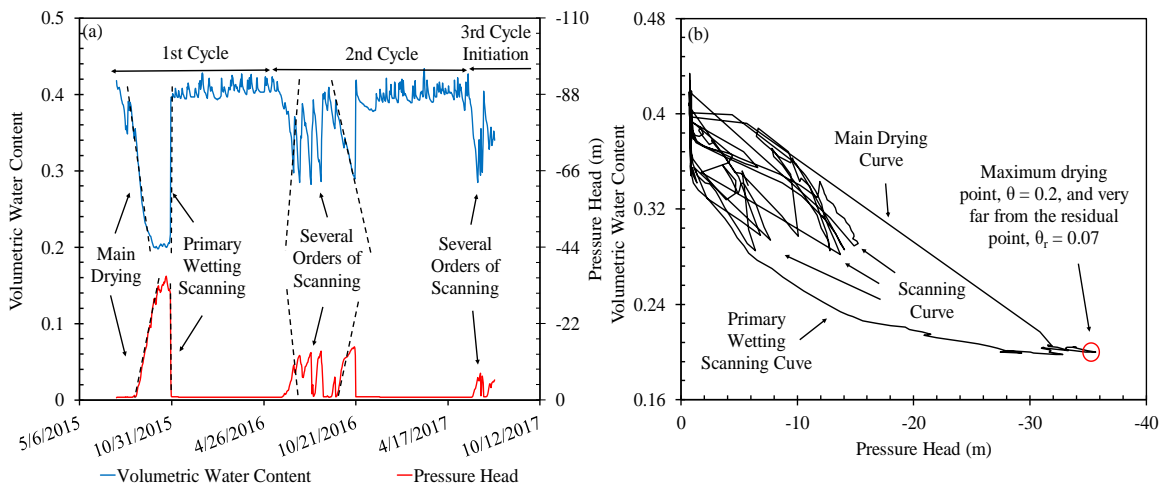 (a)
1st Cycle
2nd Cycle
3rd Cycle
Initiation
Main
Drying
Primary
Wetting
Scanning
Several
Orders of
Scanning
Several
Orders of
Scanning
Volumetric Water Content
0.5
0.4
0.3
0.2
0.1
0
Pressure Head (m)
-110
-88
-66
-44
-22
0
5/6/2015
10/31/2015
4/26/2016
10/21/2016
4/17/2017
10/12/2017
Volumetric Water Content
Pressure Head
(b)
Main Drying
Curve
Maximum drying
point, θ = 0.2, and very
far from the residual
point, θr = 0.07
Scanning
Curve
Primary
Wetting
Scanning Cuve
Volumetric Water Content
0.48
0.4
0.32
0.24
0.16
0
-10
-20
-30
-40
Pressure Head (m)